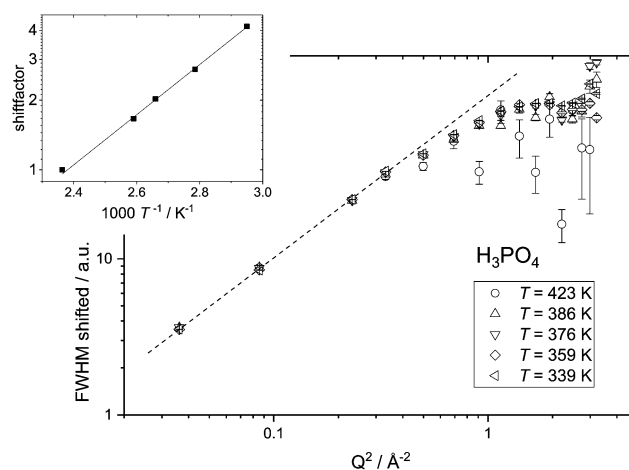 4
3
2
1
shiftfactor
2.4
2.6
2.8
3.0
1000 T⁻¹ / K⁻¹
10
1
FWHM shifted / a.u.
H₃PO₄
T = 423 K
T = 386 K
T = 376 K
T = 359 K
T = 339 K
0.1
1
Q² / Å⁻²